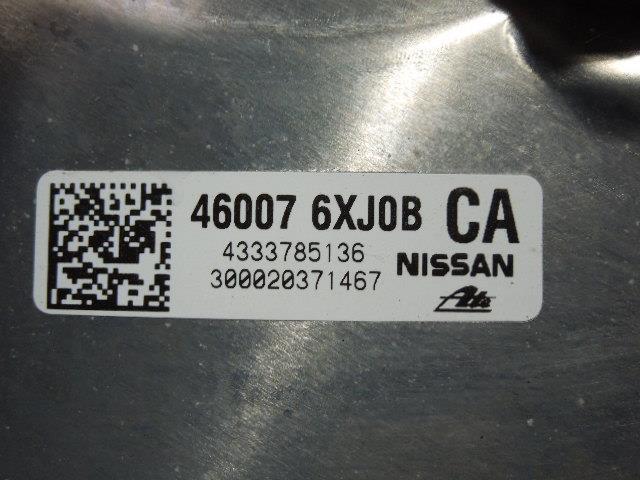 46007 6XJ0B CA
4333785136
300020371467
NISSAN
Ate